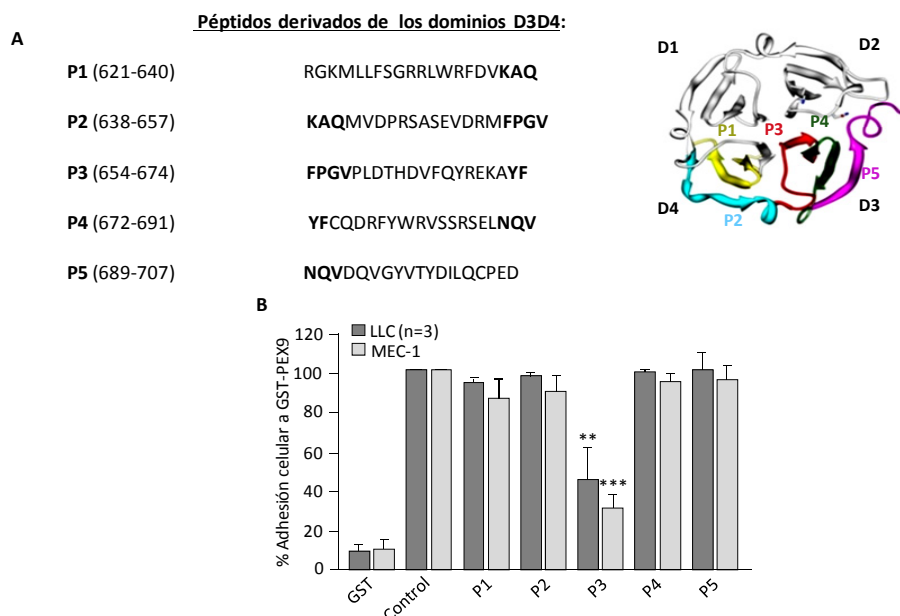 Péptidos derivados de los dominios D3D4:
A
P1 (621-640) RGKMLLFSGRRLWRFDVKAQ
P2 (638-657) KAQMVDPRSASEVDRMFPGV
P3 (654-674) FPGVPLDTHDVFQYREKAYF
P4 (672-691) YFCQDRFYWRVSSRSELNQV
P5 (689-707) NQVDQVGYVTYDILQCPED
D1 D2
P1 P3 P4
P5
D4 P2 D3
B
LLC (n=3)
MEC-1
% Adhesión celular a GST-PEX9
120
100
80
60
40
20
0
** ***
GST Control P1 P2 P3 P4 P5